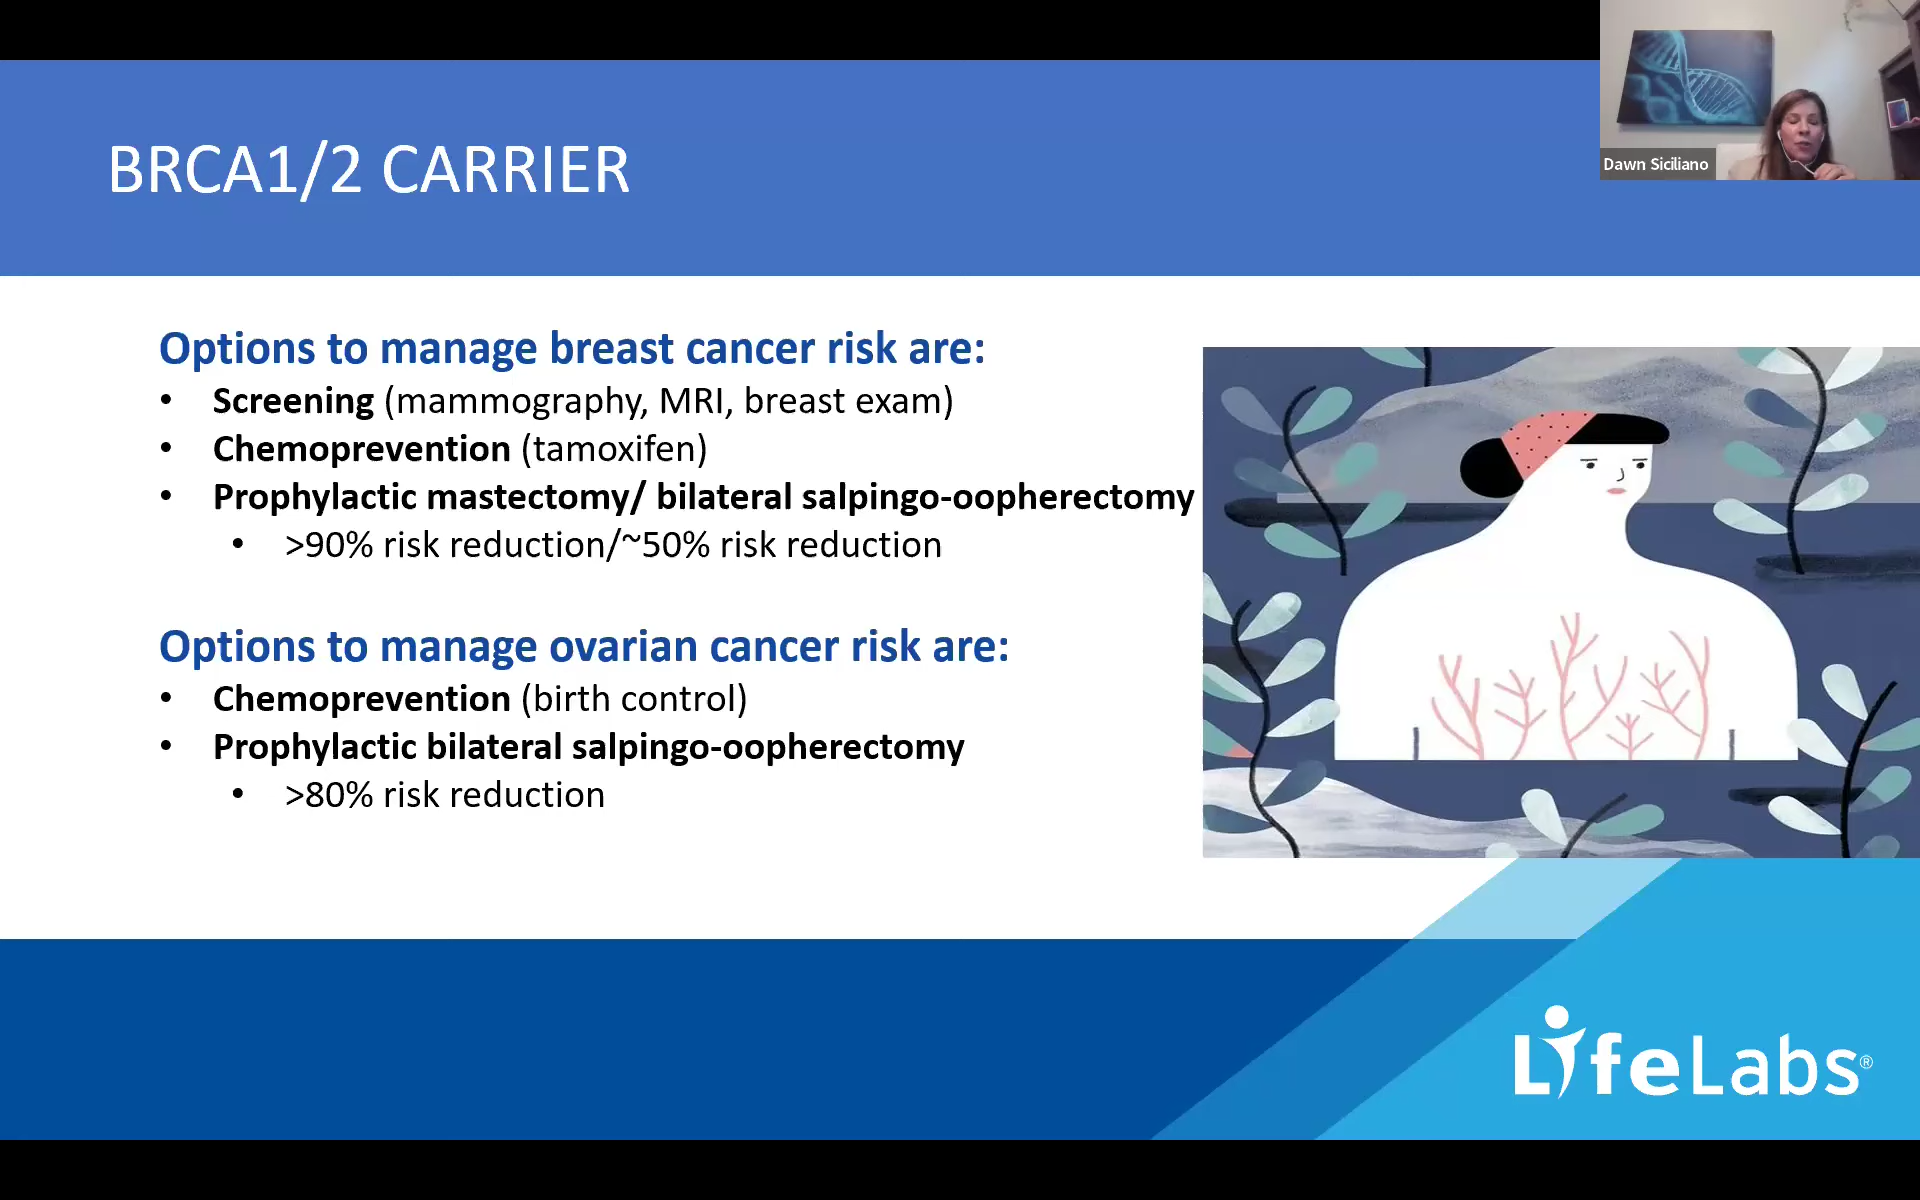 BRCA1/2 CARRIER
Dawn Siciliano
Options to manage breast cancer risk are:
• Screening (mammography, MRI, breast exam)
• Chemoprevention (tamoxifen)
• Prophylactic mastectomy/ bilateral salpingo-oopherectomy
• >90% risk reduction/~50% risk reduction
Options to manage ovarian cancer risk are:
• Chemoprevention (birth control)
• Prophylactic bilateral salpingo-oopherectomy
• >80% risk reduction
LifeLabs®